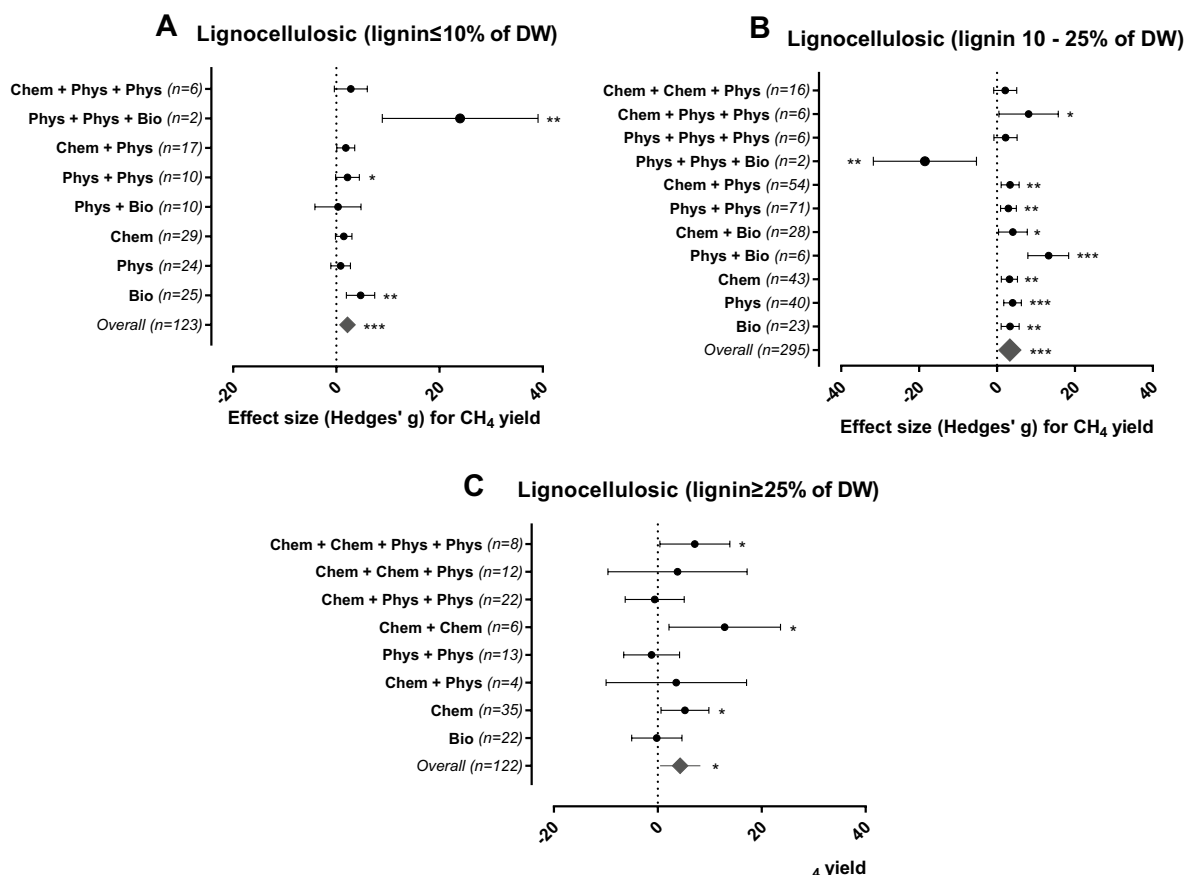 A Lignocellulosic (lignin≤10% of DW)
Chem + Phys + Phys (n=6)
Phys + Phys + Bio (n=2) **
Chem + Phys (n=17)
Phys + Phys (n=10) *
Phys + Bio (n=10)
Chem (n=29)
Phys (n=24)
Bio (n=25) **
Overall (n=123) ***
-20 0 20 40
Effect size (Hedges' g) for CH₄ yield
B Lignocellulosic (lignin 10 - 25% of DW)
Chem + Chem + Phys (n=16)
Chem + Phys + Phys (n=6) *
Phys + Phys + Phys (n=6)
Phys + Phys + Bio (n=2) **
Chem + Phys (n=54) **
Phys + Phys (n=71) **
Chem + Bio (n=28) *
Phys + Bio (n=6) ***
Chem (n=43) **
Phys (n=40) ***
Bio (n=23) **
Overall (n=295) ***
-40 -20 0 20 40
Effect size (Hedges' g) for CH₄ yield
C Lignocellulosic (lignin≥25% of DW)
Chem + Chem + Phys + Phys (n=8) *
Chem + Chem + Phys (n=12)
Chem + Phys + Phys (n=22)
Chem + Chem (n=6) *
Phys + Phys (n=13)
Chem + Phys (n=4)
Chem (n=35) *
Bio (n=22)
Overall (n=122) *
-20 0 20 40
₄ yield